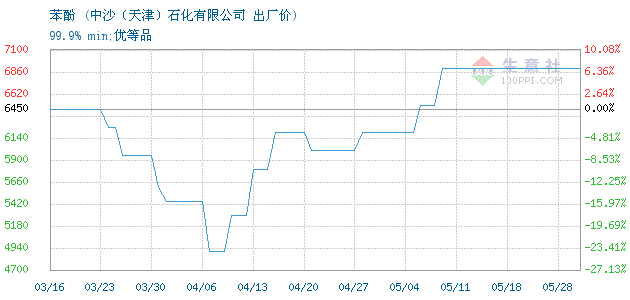 苯酚 (中沙（天津）石化有限公司 出厂价)
99.9% min;优等品
7100 10.08%
6860 6.36%
6620 2.64%
6450 0.00%
6140 -4.81%
5900 -8.53%
5660 -12.25%
5420 -15.97%
5180 -19.69%
4940 -23.41%
4700 -27.13%
生意社
100PPI.COM
03/16 03/23 03/30 04/06 04/13 04/20 04/27 05/04 05/11 05/18 05/28